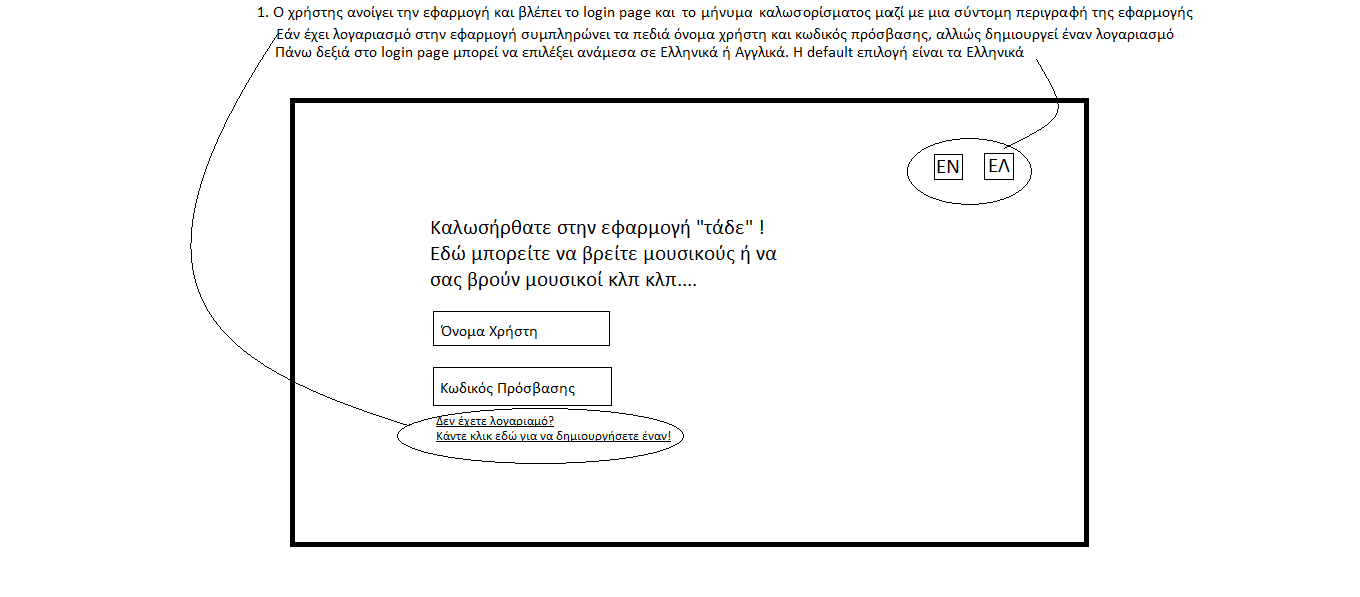 1. Ο χρήστης ανοίγει την εφαρμογή και βλέπει το login page και το μήνυμα καλωσορίσματος μαζί με μια σύντομη περιγραφή της εφαρμογής
Εάν έχει λογαριασμό στην εφαρμογή συμπληρώνει τα πεδιά όνομα χρήστη και κωδικός πρόσβασης, αλλιώς δημιουργεί έναν λογαριασμό
Πάνω δεξιά στο login page μπορεί να επιλέξει ανάμεσα σε Ελληνικά ή Αγγλικά. Η default επιλογή είναι τα Ελληνικά
EN ΕΛ
Καλωσήρθατε στην εφαρμογή "τάδε" !
Εδώ μπορείτε να βρείτε μουσικούς ή να
σας βρούν μουσικοί κλπ κλπ....
Όνομα Χρήστη
Κωδικός Πρόσβασης
Δεν έχετε λογαριαμό?
Κάντε κλικ εδώ για να δημιουργήσετε έναν!